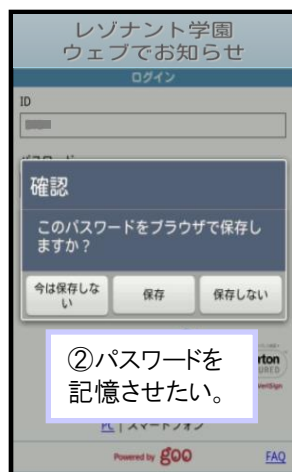 レゾナント学園
ウェブでお知らせ
ログイン
ID
確認
このパスワードをブラウザで保存し
ますか？
今は保存しな
い
保存
保存しない
②パスワードを
記憶させたい。
PC | スマートフォン
Powered by goo
FAQ